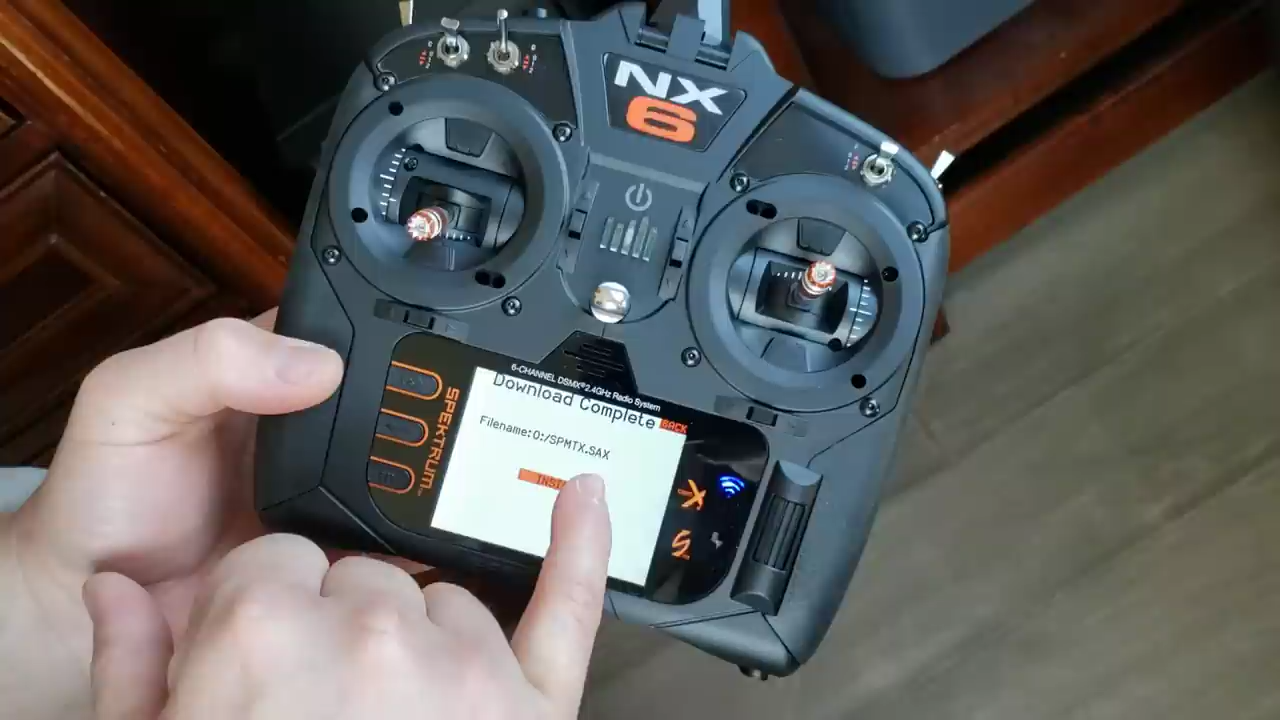 NX
6
6-CHANNEL DSMX® 2.4GHz Radio System
SPEKTRUM
Download Complete
BACK
Filename:0:/SPMTX.SAX